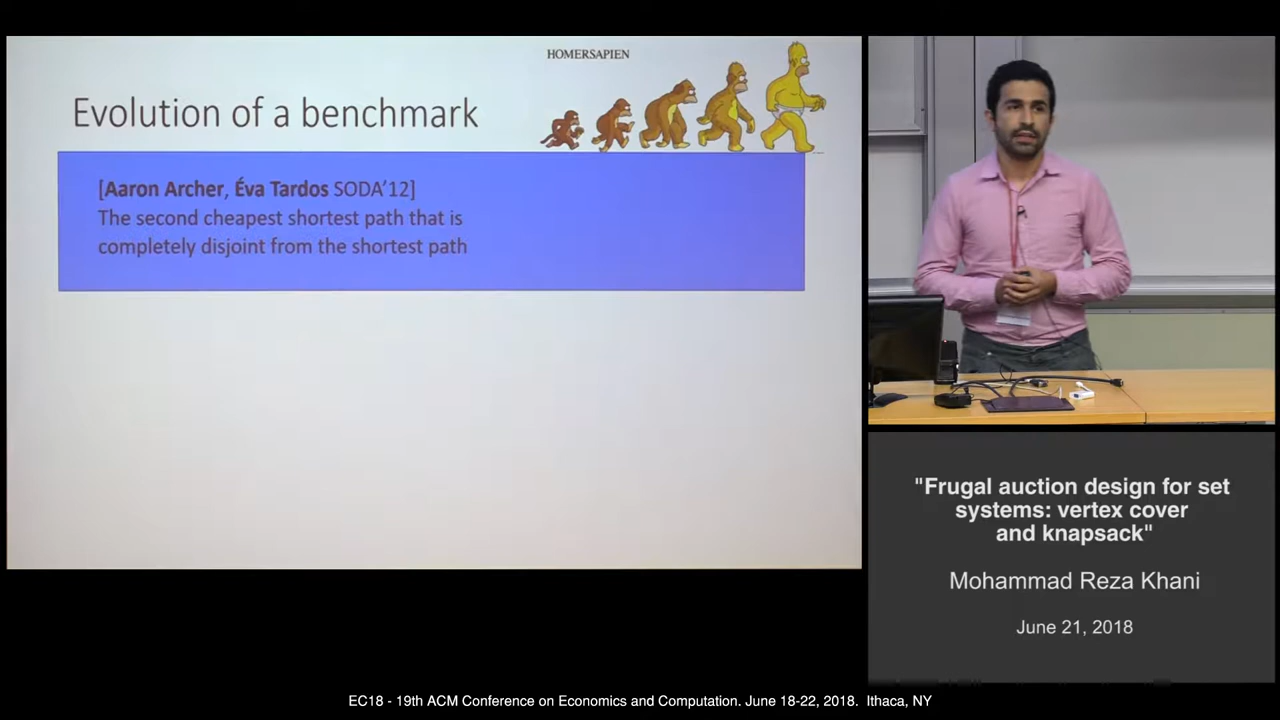 HOMERSAPIEN
Evolution of a benchmark
[Aaron Archer, Éva Tardos SODA'12]
The second cheapest shortest path that is
completely disjoint from the shortest path
"Frugal auction design for set
systems: vertex cover
and knapsack"
Mohammad Reza Khani
June 21, 2018
EC18 - 19th ACM Conference on Economics and Computation. June 18-22, 2018. Ithaca, NY